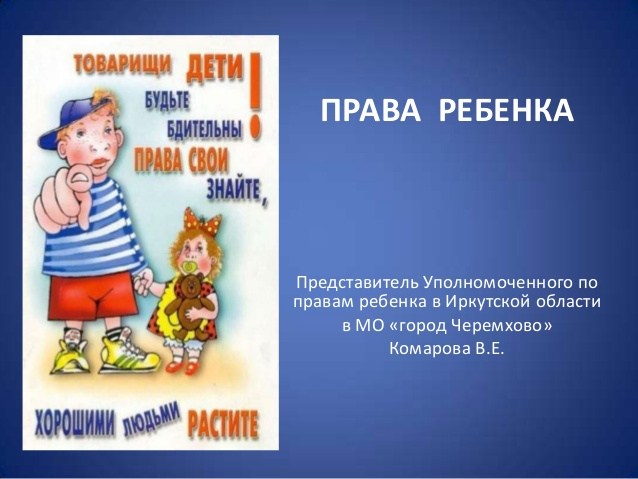 ТОВАРИЩИ ДЕТИ!
БУДЬТЕ
БДИТЕЛЬНЫ
ПРАВА СВОИ
ЗНАЙТЕ,
ХОРОШИМИ ЛЮДЬМИ РАСТИТЕ
ПРАВА РЕБЕНКА
Представитель Уполномоченного по
правам ребенка в Иркутской области
в МО «город Черемхово»
Комарова В.Е.